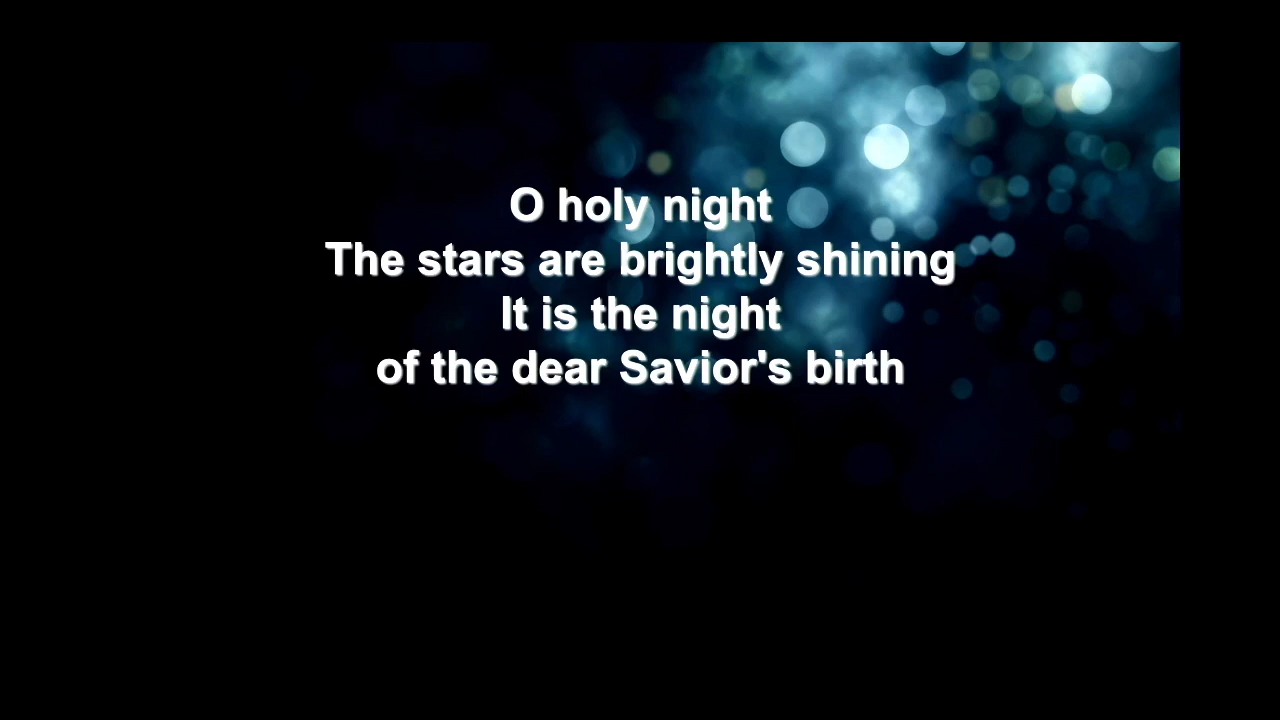 O holy night
The stars are brightly shining
It is the night
of the dear Savior's birth